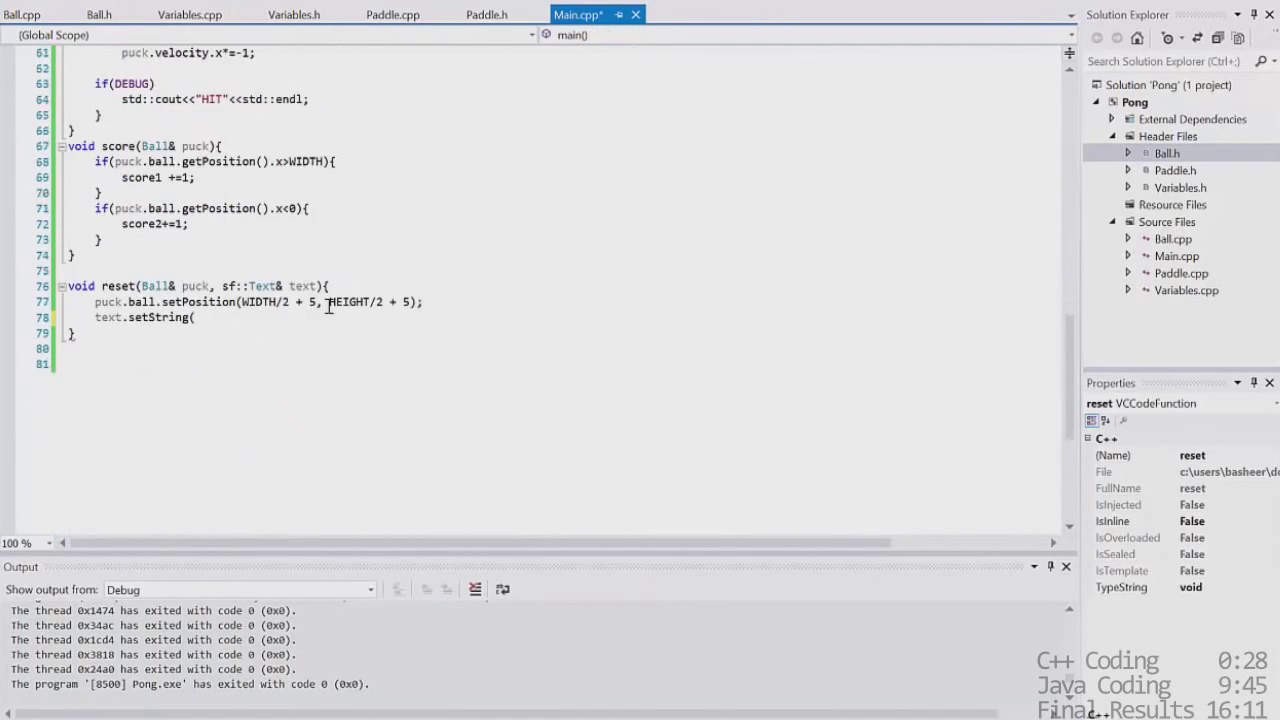 Ball.cpp Ball.h Variables.cpp Variables.h Paddle.cpp Paddle.h Main.cpp*
(Global Scope) main()
61 puck.velocity.x*=-1;
62
63 if(DEBUG)
64 std::cout<<"HIT"<<std::endl;
65 }
66 }
67 void score(Ball& puck){
68 if(puck.ball.getPosition().x>WIDTH){
69 score1 +=1;
70 }
71 if(puck.ball.getPosition().x<0){
72 score2+=1;
73 }
74 }
75
76 void reset(Ball& puck, sf::Text& text){
77 puck.ball.setPosition(WIDTH/2 + 5, HEIGHT/2 + 5);
78 text.setString(
79 }
80
81
100 %
Output
Show output from: Debug
The thread 0x1474 has exited with code 0 (0x0).
The thread 0x34ac has exited with code 0 (0x0).
The thread 0x1cd4 has exited with code 0 (0x0).
The thread 0x3818 has exited with code 0 (0x0).
The thread 0x24a0 has exited with code 0 (0x0).
The program '[8500] Pong.exe' has exited with code 0 (0x0).
Solution Explorer
Search Solution Explorer (Ctrl+;)
Solution 'Pong' (1 project)
Pong
External Dependencies
Header Files
Ball.h
Paddle.h
Variables.h
Resource Files
Source Files
Ball.cpp
Main.cpp
Paddle.cpp
Variables.cpp
Properties
reset VCCodeFunction
C++
(Name) reset
File c:\users\basheer\do
FullName reset
IsInjected False
IsInline False
IsOverloaded False
IsSealed False
IsTemplate False
TypeString void
C++ Coding 0:28
Java Coding 9:45
Final Results 16:11
C++